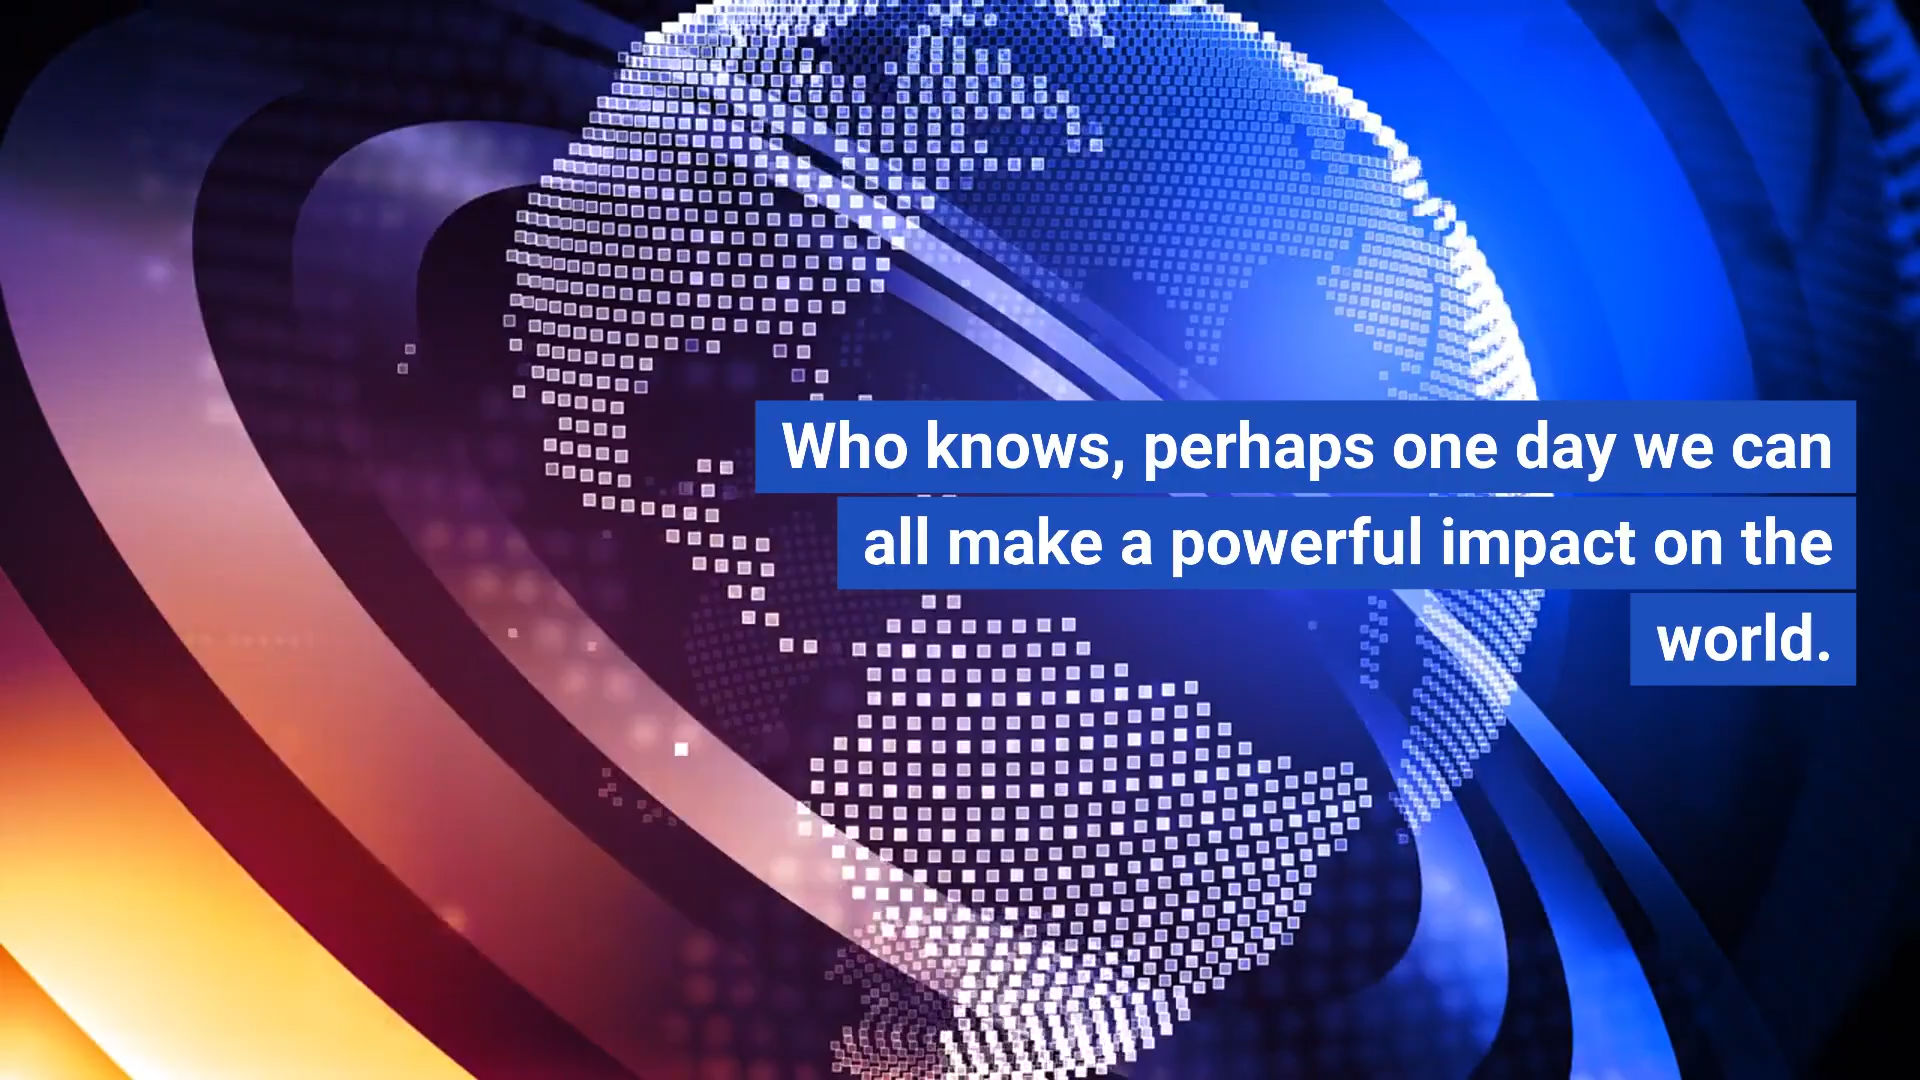 Who knows, perhaps one day we can
all make a powerful impact on the
world.